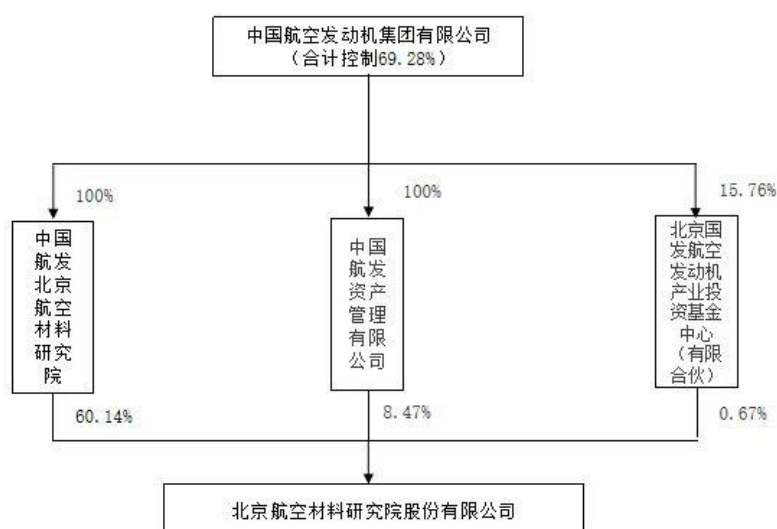 中国航空发动机集团有限公司
（合计控制69.28%）
100%
100%
15.76%
中国
航发
北京
航空
材料
研究
院
中国
航发
资产
管理
有限
公司
北京国
发航空
发动机
产业投
资基金
中心
（有限
合伙）
60.14%
8.47%
0.67%
北京航空材料研究院股份有限公司